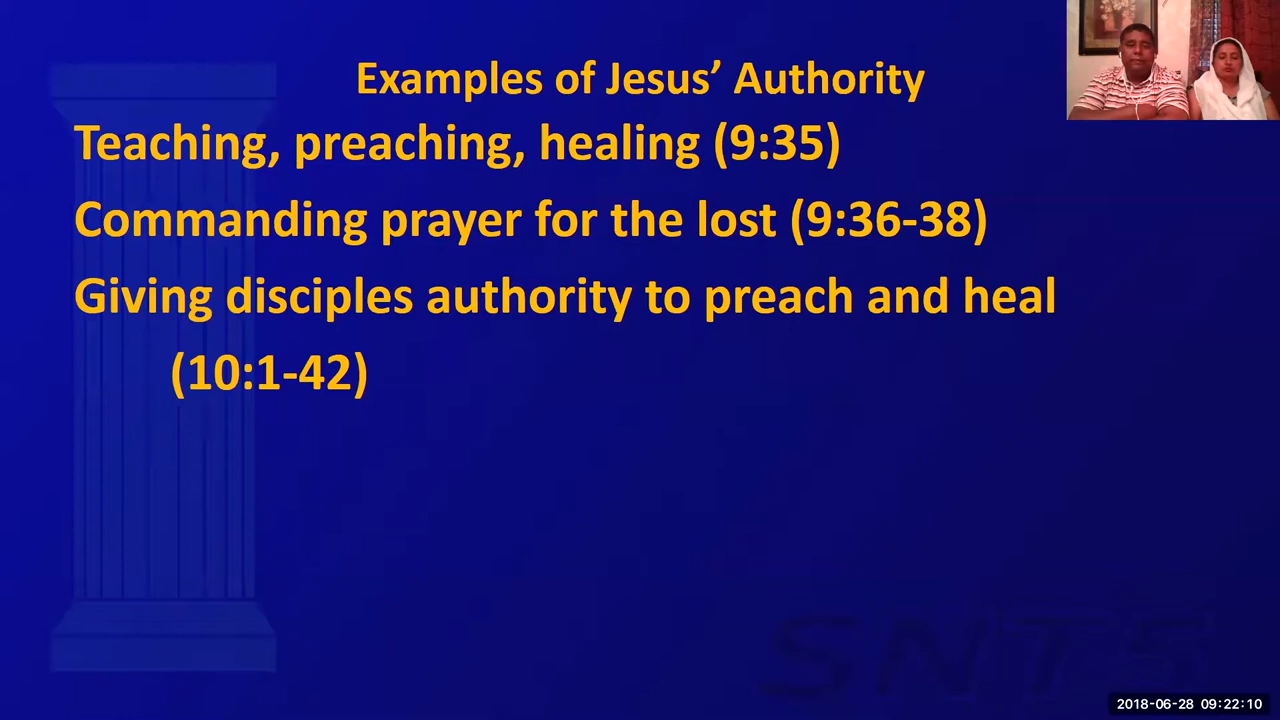 Examples of Jesus’ Authority
Teaching, preaching, healing (9:35)
Commanding prayer for the lost (9:36-38)
Giving disciples authority to preach and heal
(10:1-42)
SNT5
2018-06-28 09:22:10